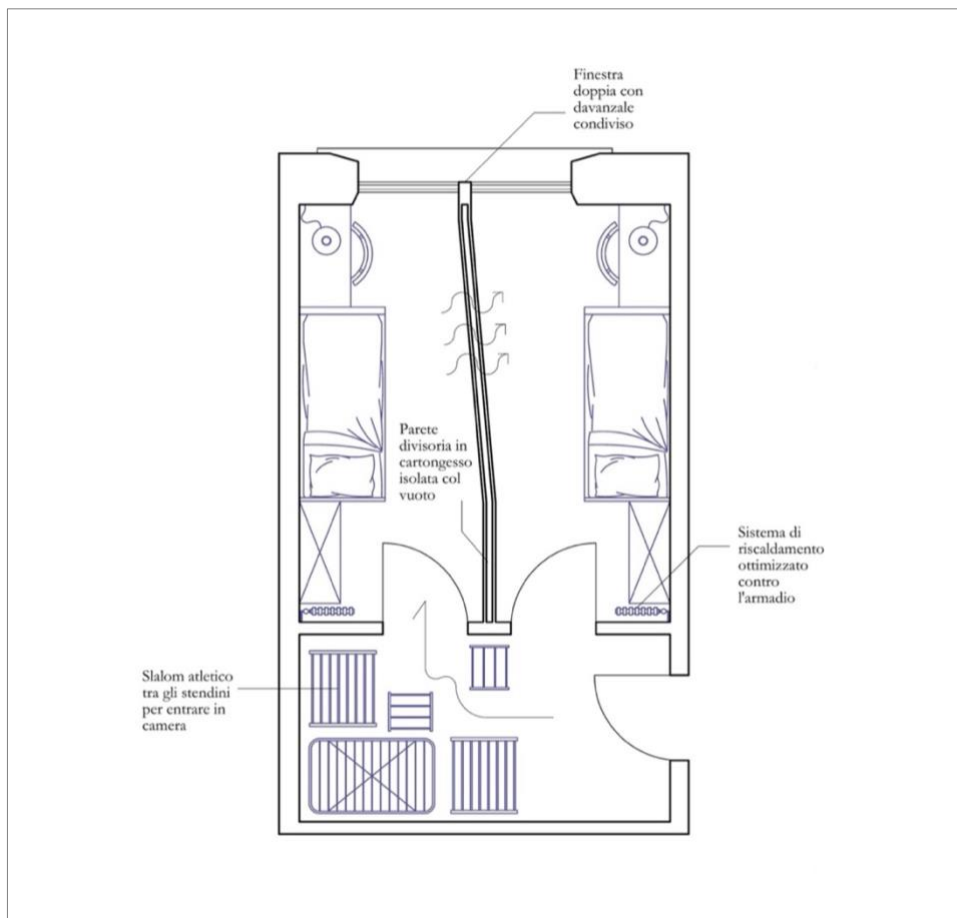 Finestra
doppia con
davanzale
condiviso
Parete
divisoria in
cartongesso
isolata col
vuoto
Sistema di
riscaldamento
ottimizzato
contro
l'armadio
Slalom atletico
tra gli stendini
per entrare in
camera